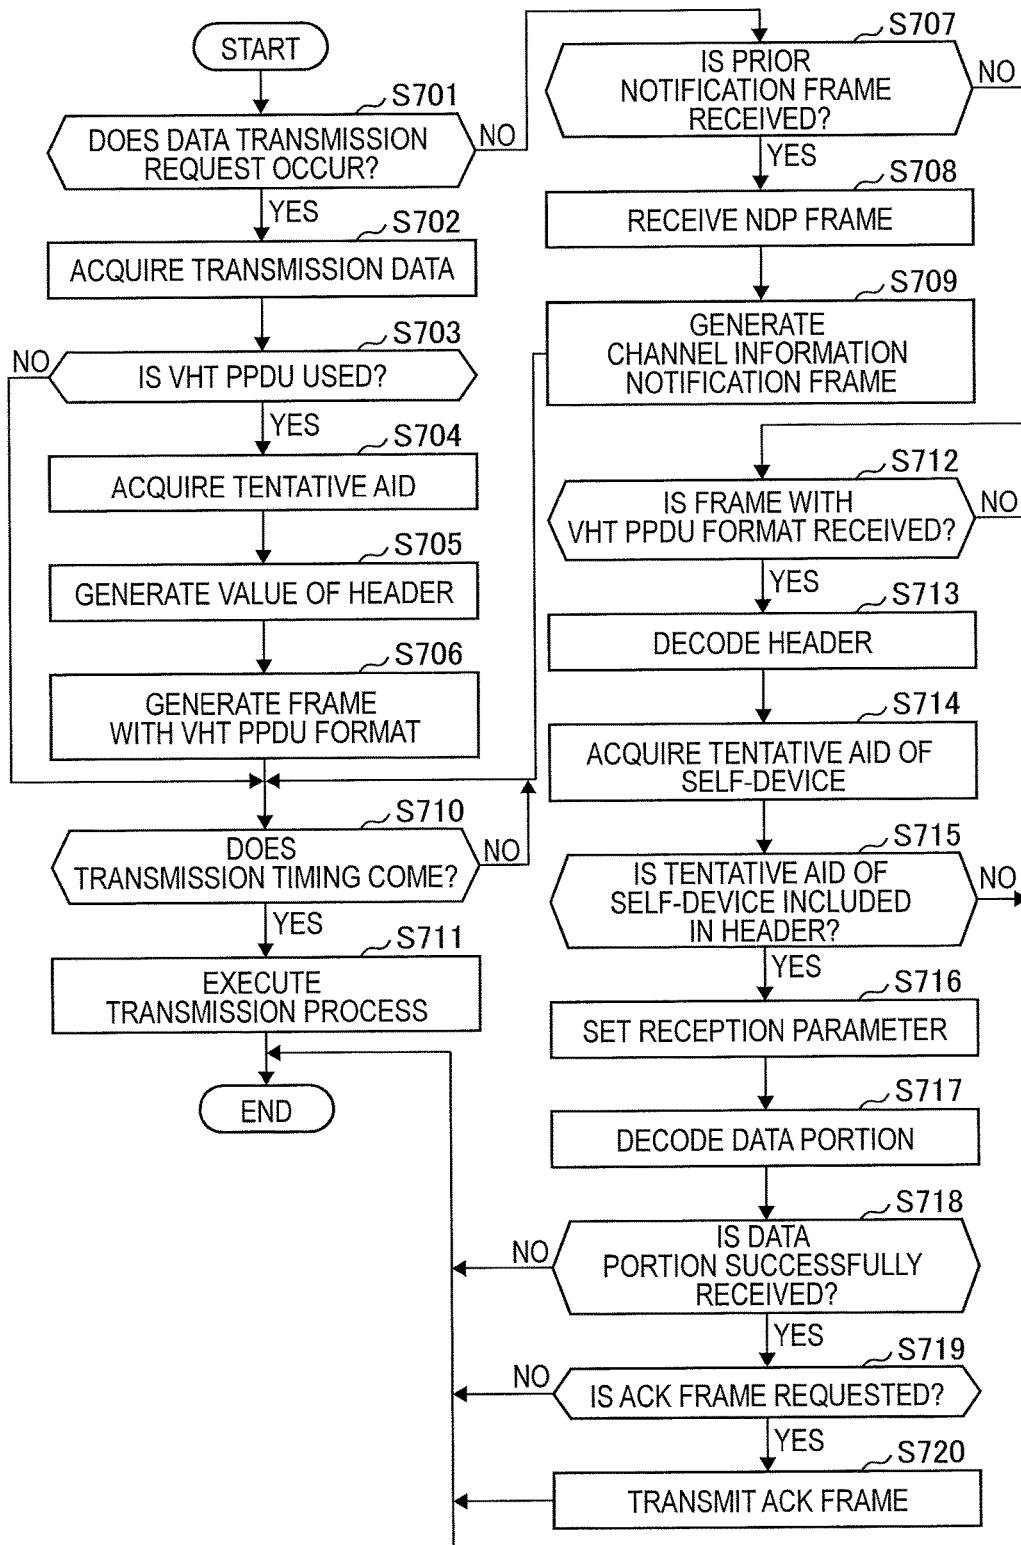 START
S701
DOES DATA TRANSMISSION
REQUEST OCCUR?
NO
YES
S702
ACQUIRE TRANSMISSION DATA
S703
NO
IS VHT PPDU USED?
YES
S704
ACQUIRE TENTATIVE AID
S705
GENERATE VALUE OF HEADER
S706
GENERATE FRAME
WITH VHT PPDU FORMAT
S710
DOES
TRANSMISSION TIMING COME?
NO
YES
S711
EXECUTE
TRANSMISSION PROCESS
END
S707
IS PRIOR
NOTIFICATION FRAME
RECEIVED?
NO
YES
S708
RECEIVE NDP FRAME
S709
GENERATE
CHANNEL INFORMATION
NOTIFICATION FRAME
S712
IS FRAME WITH
VHT PPDU FORMAT RECEIVED?
NO
YES
S713
DECODE HEADER
S714
ACQUIRE TENTATIVE AID OF
SELF-DEVICE
S715
IS TENTATIVE AID OF
SELF-DEVICE INCLUDED
IN HEADER?
NO
YES
S716
SET RECEPTION PARAMETER
S717
DECODE DATA PORTION
S718
IS DATA
PORTION SUCCESSFULLY
RECEIVED?
NO
YES
S719
NO
IS ACK FRAME REQUESTED?
YES
S720
TRANSMIT ACK FRAME